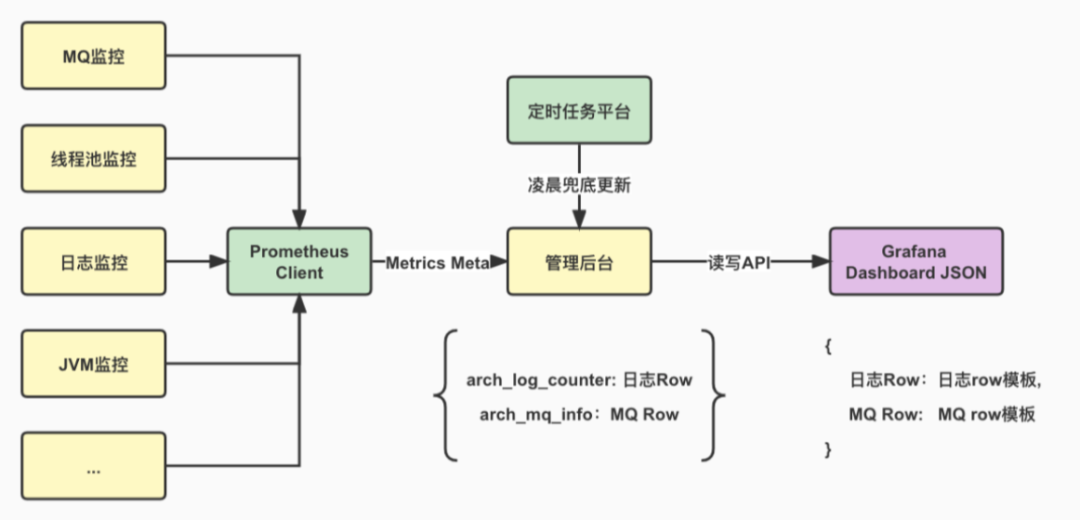 MQ监控
线程池监控
日志监控
JVM监控
...
Prometheus
Client
Metrics Meta
定时任务平台
凌晨兜底更新
管理后台
读写API
Grafana
Dashboard JSON
{
arch_log_counter: 日志Row
arch_mq_info：MQ Row
}
{
日志Row：日志row模板,
MQ Row: MQ row模板
}